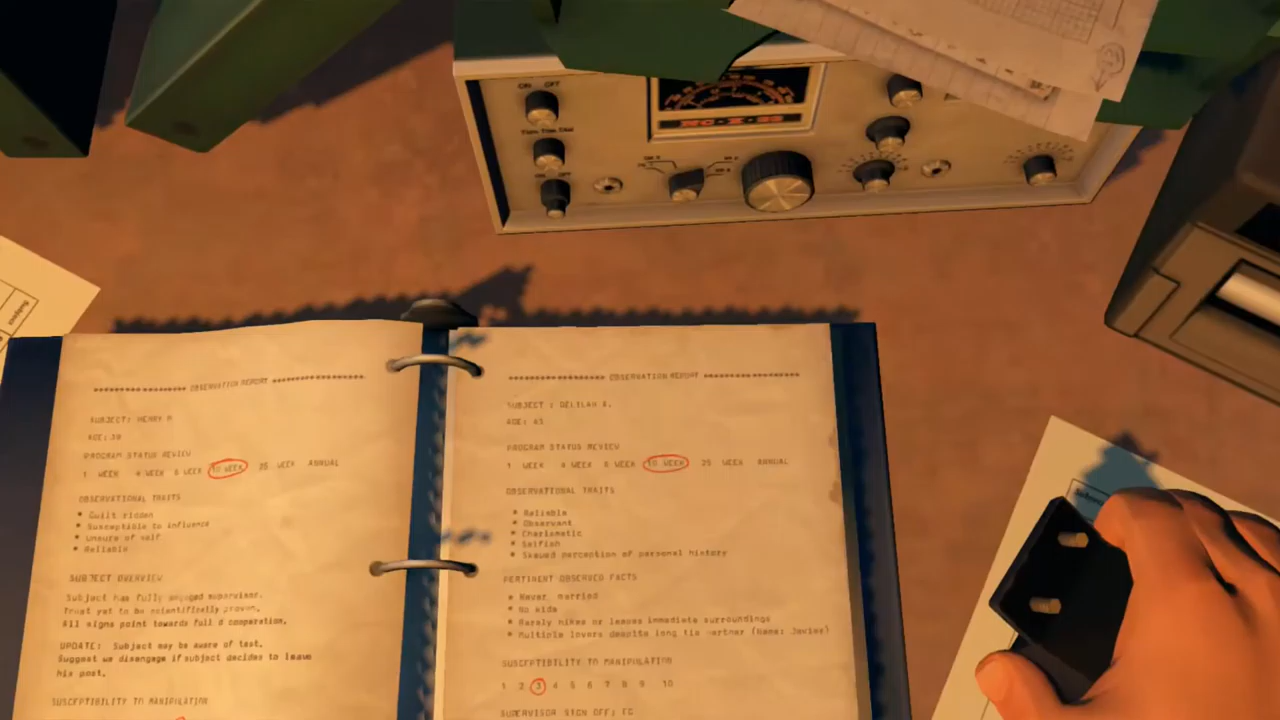 ON OFF
NC-X-33
OBSERVATION REPORT
SUBJECT: HENRY
AGE: 39
PROGRAM STATUS REVIEW
1 WEEK 4 WEEK 6 WEEK 10 WEEK 25 WEEK ANNUAL
OBSERVATIONAL TRAITS
* Guilt ridden
* Susceptible to influence
* Unsure of self
* Reliable
SUBJECT OVERVIEW
Subject has fully engaged supervisor.
Trust yet to be scientifically proven.
All signs point towards full cooperation.
UPDATE: Subject may be aware of test.
Suggest we disengage if subject decides to leave
his post.
SUSCEPTIBILITY TO MANIPULATION
OBSERVATION REPORT
SUBJECT : DELILAH
AGE: 43
PROGRAM STATUS REVIEW
1 WEEK 4 WEEK 6 WEEK 10 WEEK 25 WEEK ANNUAL
OBSERVATIONAL TRAITS
* Reliable
* Observant
* Charismatic
* Selfish
* Skewed perception of personal history
PERTINENT OBSERVED FACTS
* Never married
* No kids
* Rarely hikes or leaves immediate surroundings
* Multiple lovers despite long tie partner (Name: Javier)
SUSCEPTIBILITY TO MANIPULATION
1 2 3 4 5 6 7 8 9 10
SUPERVISOR SIGN OFF: